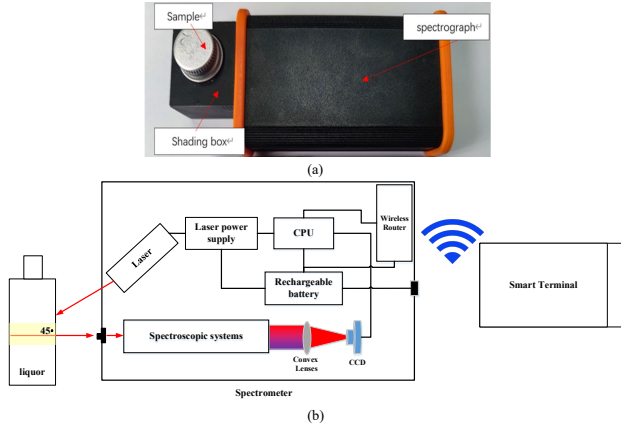 Sample↵
spectrograph↵
Shading box↵
(a)
Laser power
supply
CPU
Wireless
Router
Laser
Rechargeable
battery
Smart Terminal
45•
Spectroscopic systems
liquor
Convex
Lenses
CCD
Spectrometer
(b)